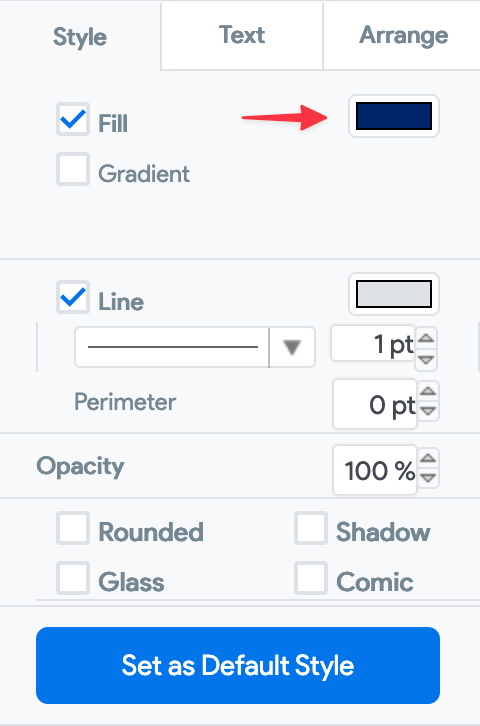 Style Text Arrange
Fill
Gradient
Line
1 pt
Perimeter 0 pt
Opacity 100 %
Rounded Shadow
Glass Comic
Set as Default Style